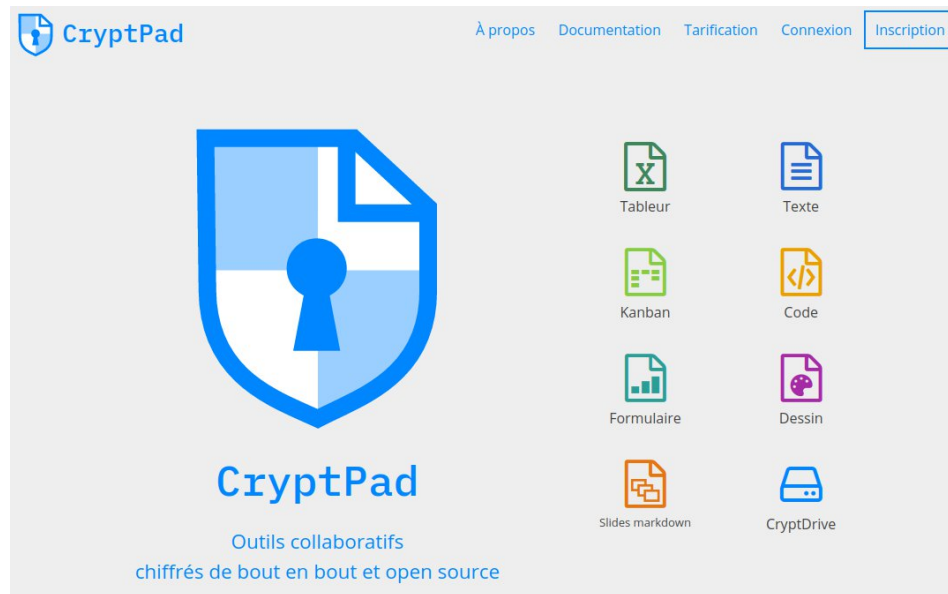 CryptPad
À propos Documentation Tarification Connexion Inscription
X
Tableur
Texte
Kanban
</>
Code
Formulaire
Dessin
Slides markdown
CryptDrive
CryptPad
Outils collaboratifs
chiffrés de bout en bout et open source